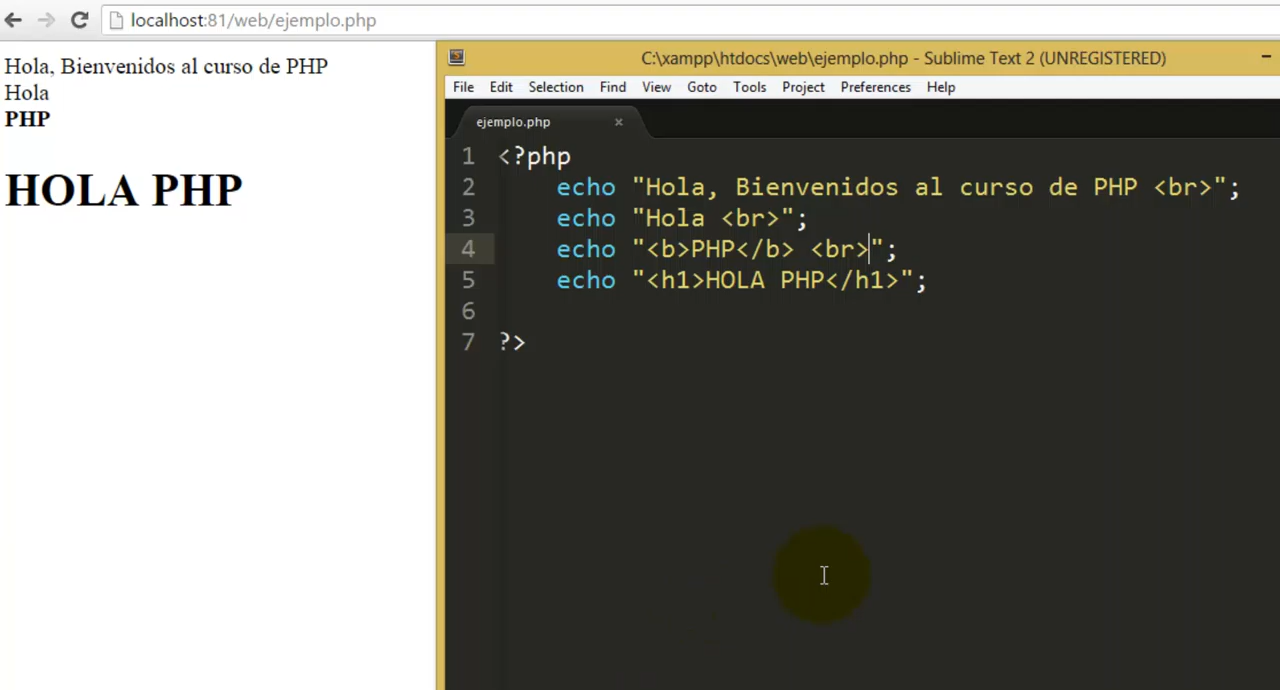 localhost:81/web/ejemplo.php
Hola, Bienvenidos al curso de PHP
Hola
PHP
HOLA PHP
C:\xampp\htdocs\web\ejemplo.php - Sublime Text 2 (UNREGISTERED)
File Edit Selection Find View Goto Tools Project Preferences Help
ejemplo.php
1 <?php
2 echo "Hola, Bienvenidos al curso de PHP <br>";
3 echo "Hola <br>";
4 echo "<b>PHP</b> <br>";
5 echo "<h1>HOLA PHP</h1>";
6
7 ?>